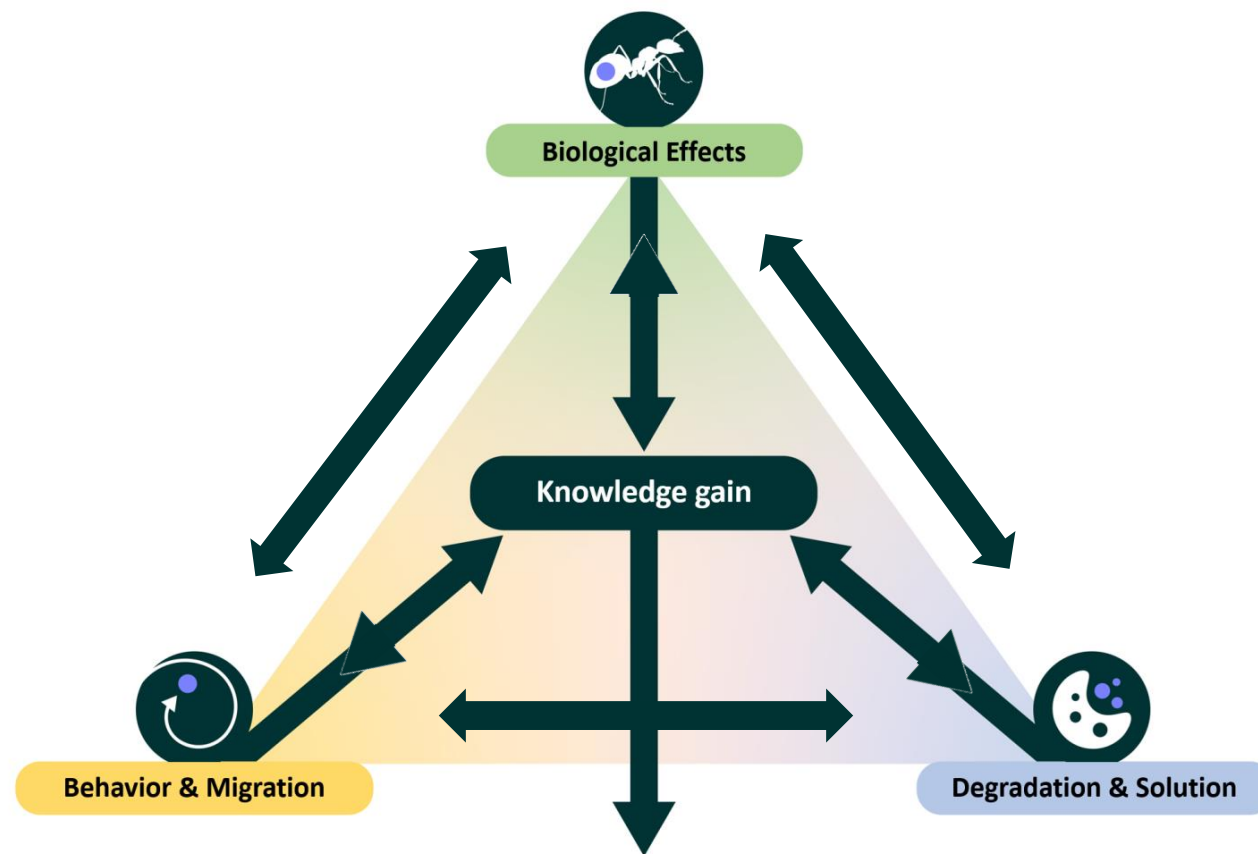 Biological Effects
Knowledge gain
Behavior & Migration
Degradation & Solution